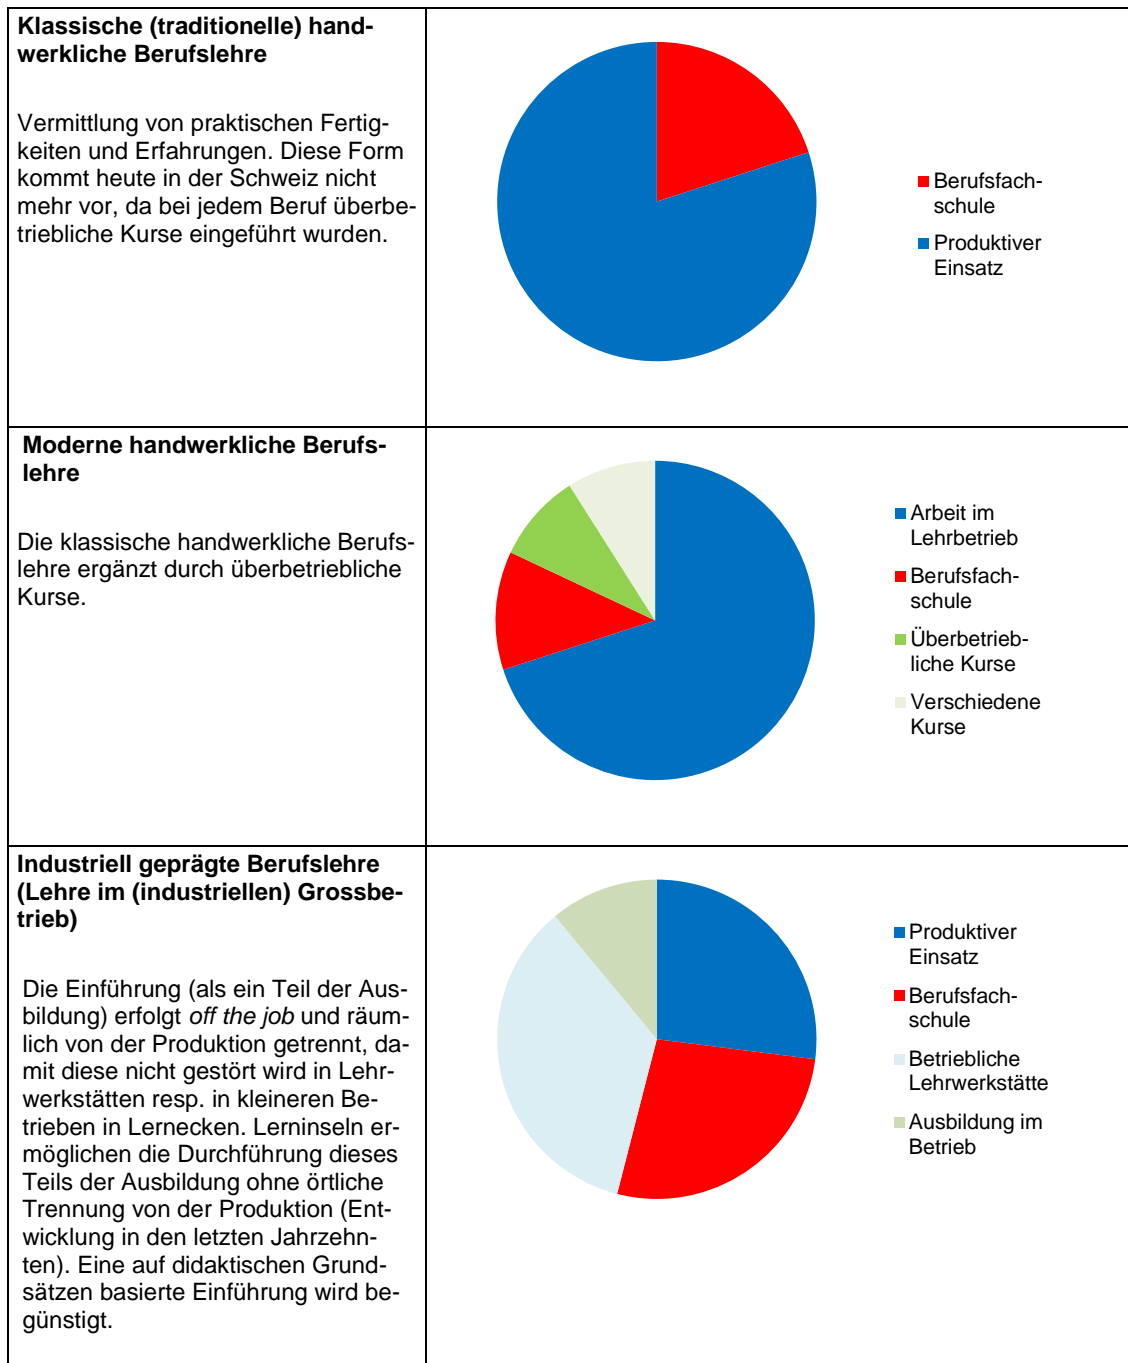 Klassische (traditionelle) hand-
werkliche Berufslehre
Vermittlung von praktischen Fertig-
keiten und Erfahrungen. Diese Form
kommt heute in der Schweiz nicht
mehr vor, da bei jedem Beruf überbe-
triebliche Kurse eingeführt wurden.
Berufsfach-
schule
Produktiver
Einsatz
Moderne handwerkliche Berufs-
lehre
Die klassische handwerkliche Berufs-
lehre ergänzt durch überbetriebliche
Kurse.
Arbeit im
Lehrbetrieb
Berufsfach-
schule
Überbetrieb-
liche Kurse
Verschiedene
Kurse
Industriell geprägte Berufslehre
(Lehre im (industriellen) Grossbe-
trieb)
Die Einführung (als ein Teil der Aus-
bildung) erfolgt off the job und räum-
lich von der Produktion getrennt, da-
mit diese nicht gestört wird in Lehr-
werkstätten resp. in kleineren Be-
trieben in Lernecken. Lerninseln er-
möglichen die Durchführung dieses
Teils der Ausbildung ohne örtliche
Trennung von der Produktion (Ent-
wicklung in den letzten Jahrzehn-
ten). Eine auf didaktischen Grund-
sätzen basierte Einführung wird be-
günstigt.
Produktiver
Einsatz
Berufsfach-
schule
Betriebliche
Lehrwerkstätte
Ausbildung im
Betrieb